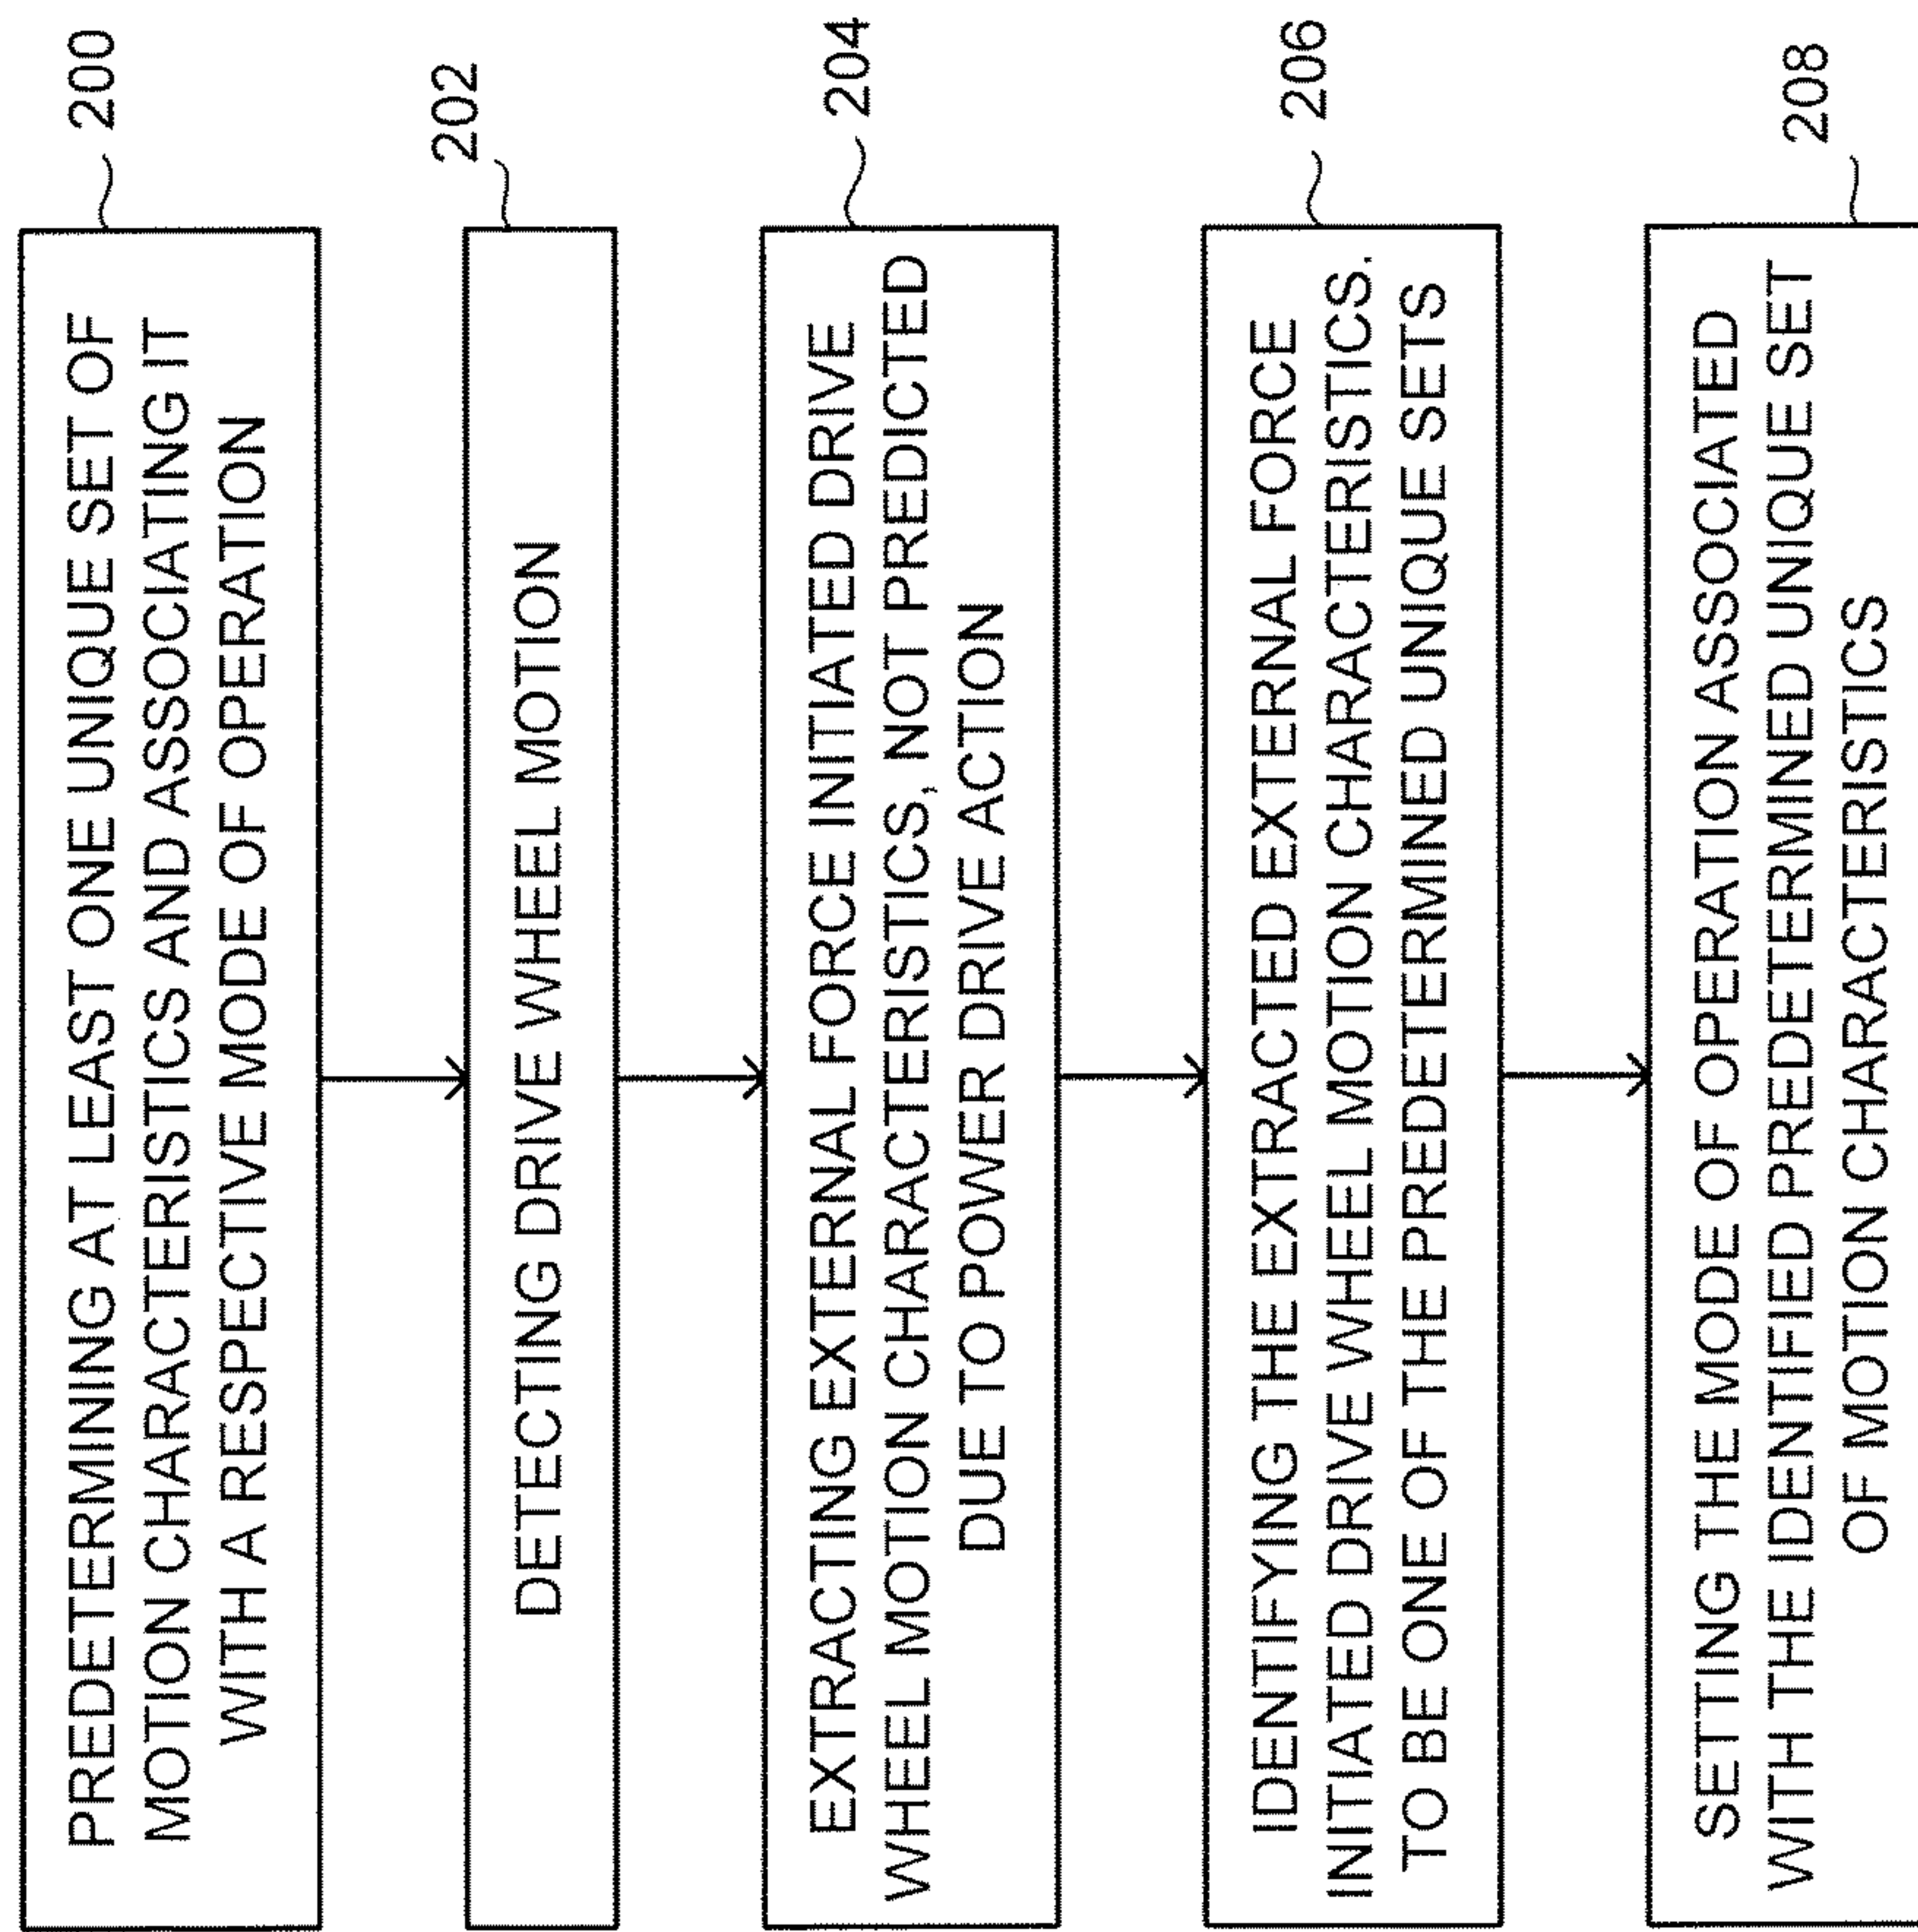 PREDETERMINING AT LEAST ONE UNIQUE SET OF
MOTION CHARACTERISTICS AND ASSOCIATING IT
WITH A RESPECTIVE MODE OF OPERATION
200
DETECTING DRIVE WHEEL MOTION
202
EXTRACTING EXTERNAL FORCE INITIATED DRIVE
WHEEL MOTION CHARACTERISTICS, NOT PREDICTED
DUE TO POWER DRIVE ACTION
204
IDENTIFYING THE EXTRACTED EXTERNAL FORCE
INITIATED DRIVE WHEEL MOTION CHARACTERISTICS.
TO BE ONE OF THE PREDETERMINED UNIQUE SETS
206
SETTING THE MODE OF OPERATION ASSOCIATED
WITH THE IDENTIFIED PREDETERMINED UNIQUE SET
OF MOTION CHARACTERISTICS
208